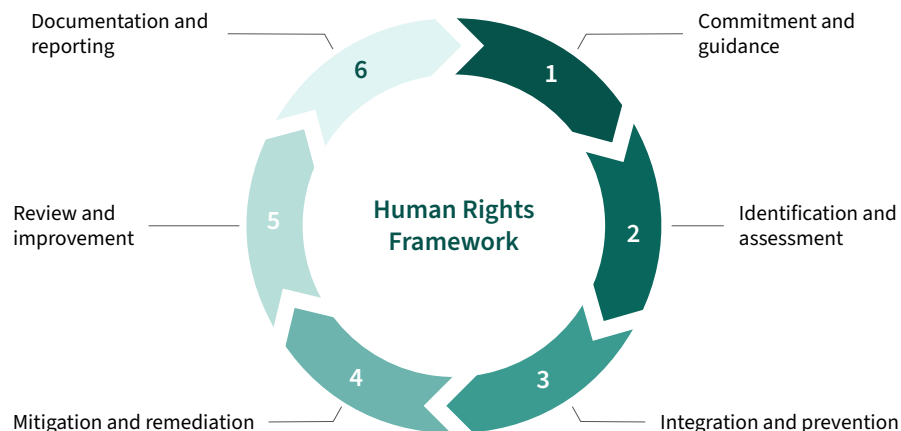 Documentation and
reporting
6
1
Commitment and
guidance
Review and
improvement
5
Human Rights
Framework
2
Identification and
assessment
4
3
Mitigation and remediation
Integration and prevention